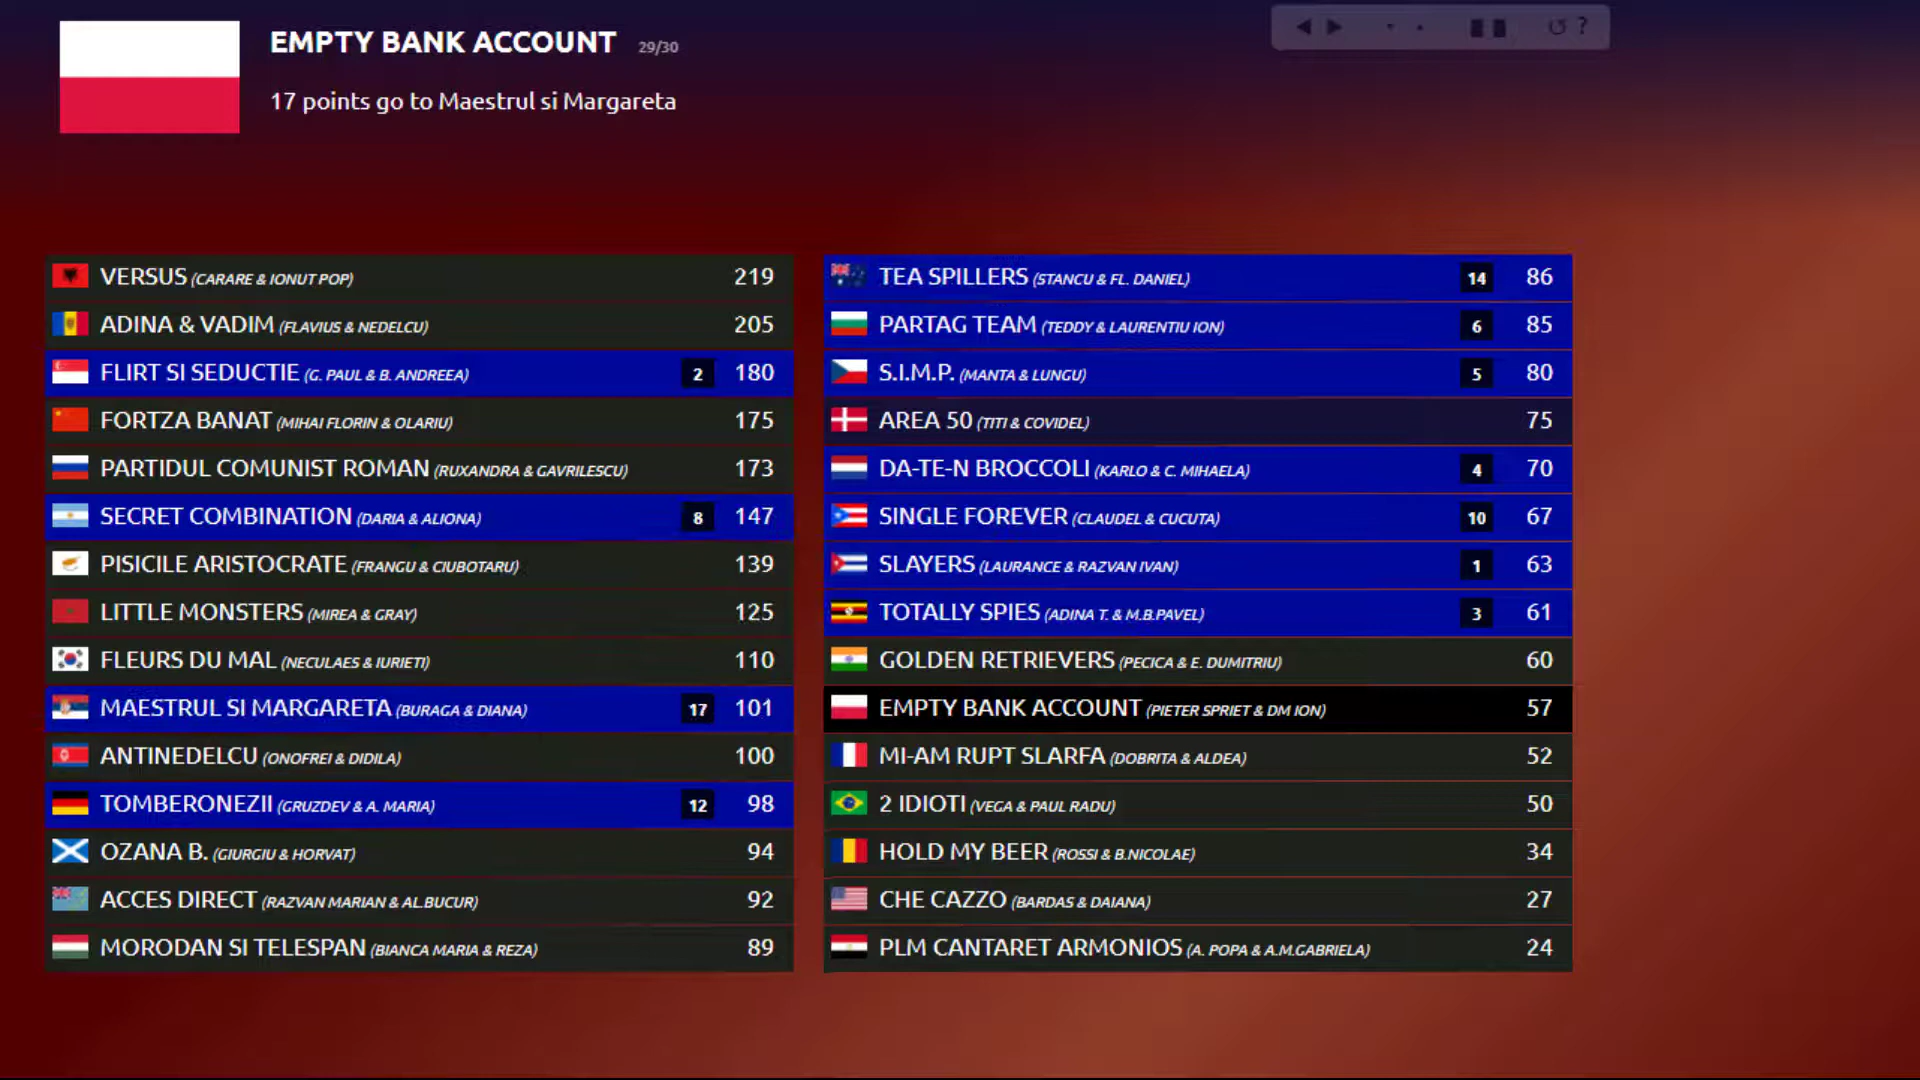 EMPTY BANK ACCOUNT 29/30
17 points go to Maestrul si Margareta
?
VERSUS (CARARE & IONUT POP) 219
ADINA & VADIM (FLAVIUS & NEDELCU) 205
FLIRT SI SEDUCTIE (G. PAUL & B. ANDREEA) 2 180
FORTZA BANAT (MIHAI FLORIN & OLARIU) 175
PARTIDUL COMUNIST ROMAN (RUXANDRA & GAVRILESCU) 173
SECRET COMBINATION (DARIA & ALIONA) 8 147
PISICILE ARISTOCRATE (FRANGU & CIUBOTARU) 139
LITTLE MONSTERS (MIREA & GRAY) 125
FLEURS DU MAL (NECULAES & IURIETI) 110
MAESTRUL SI MARGARETA (BURAGA & DIANA) 17 101
ANTINEDELCU (ONOFREI & DIDILA) 100
TOMBERONEZII (GRUZDEV & A. MARIA) 12 98
OZANA B. (GIURGIU & HORVAT) 94
ACCES DIRECT (RAZVAN MARIAN & AL.BUCUR) 92
MORODAN SI TELESPAN (BIANCA MARIA & REZA) 89
TEA SPILLERS (STANCU & FL. DANIEL) 14 86
PARTAG TEAM (TEDDY & LAURENTIU ION) 6 85
S.I.M.P. (MANTA & LUNGU) 5 80
AREA 50 (TITI & COVIDEL) 75
DA-TE-N BROCCOLI (KARLO & C. MIHAELA) 4 70
SINGLE FOREVER (CLAUDEL & CUCUTA) 10 67
SLAYERS (LAURANCE & RAZVAN IVAN) 1 63
TOTALLY SPIES (ADINA T. & M.B.PAVEL) 3 61
GOLDEN RETRIEVERS (PECICA & E. DUMITRIU) 60
EMPTY BANK ACCOUNT (PIETER SPRIET & DM ION) 57
MI-AM RUPT SLARFA (DOBRITA & ALDEA) 52
2 IDIOTI (VEGA & PAUL RADU) 50
HOLD MY BEER (ROSSI & B.NICOLAE) 34
CHE CAZZO (BARDAS & DAIANA) 27
PLM CANTARET ARMONIOS (A. POPA & A.M.GABRIELA) 24